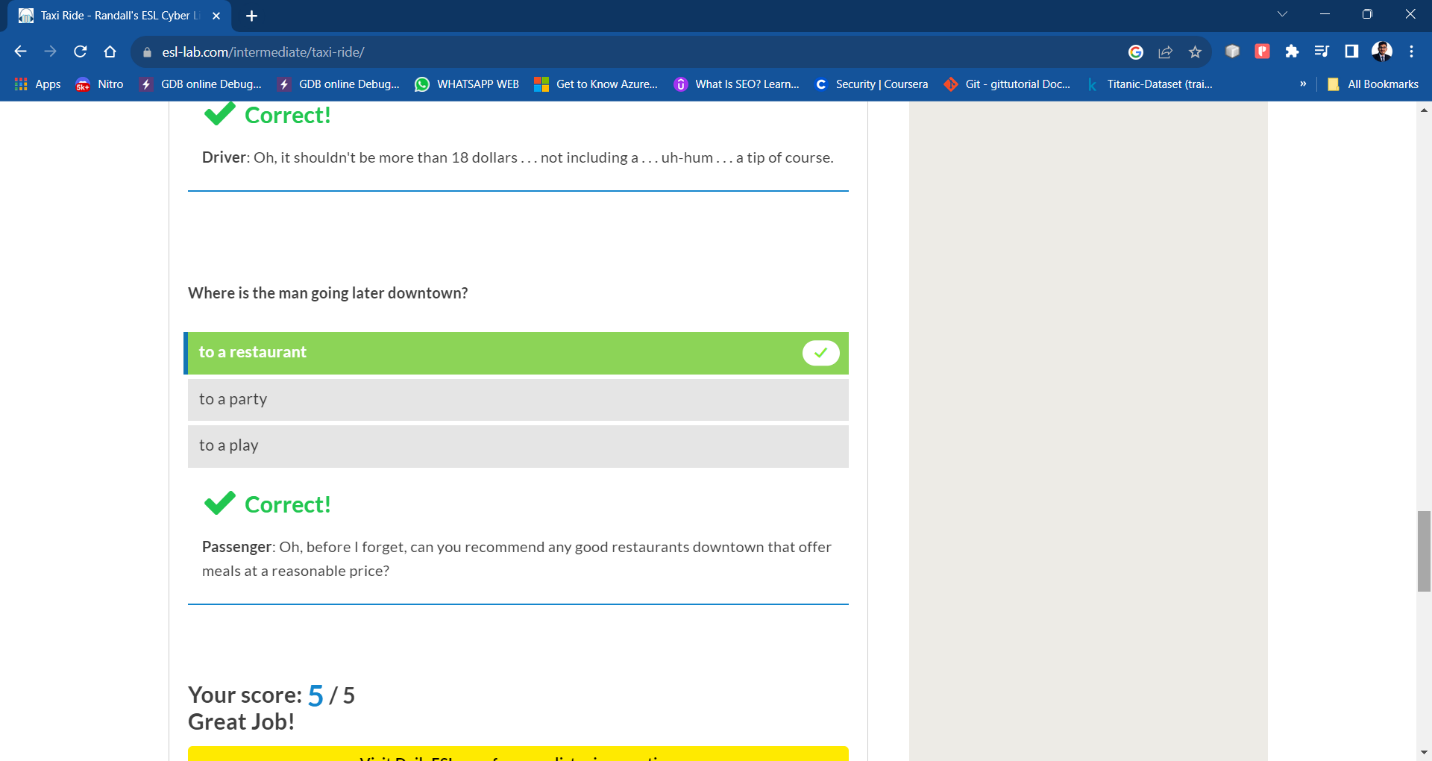 Taxi Ride - Randall's ESL Cyber L
esl-lab.com/intermediate/taxi-ride/
Apps
5k+ Nitro
GDB online Debug...
GDB online Debug...
WHATSAPP WEB
Get to Know Azure...
What Is SEO? Learn...
Security | Coursera
Git - gittutorial Doc...
Titanic-Dataset (trai...
»
All Bookmarks
Correct!
Driver: Oh, it shouldn't be more than 18 dollars . . . not including a . . . uh-hum . . . a tip of course.
Where is the man going later downtown?
to a restaurant
to a party
to a play
Correct!
Passenger: Oh, before I forget, can you recommend any good restaurants downtown that offer
meals at a reasonable price?
Your score: 5 / 5
Great Job!